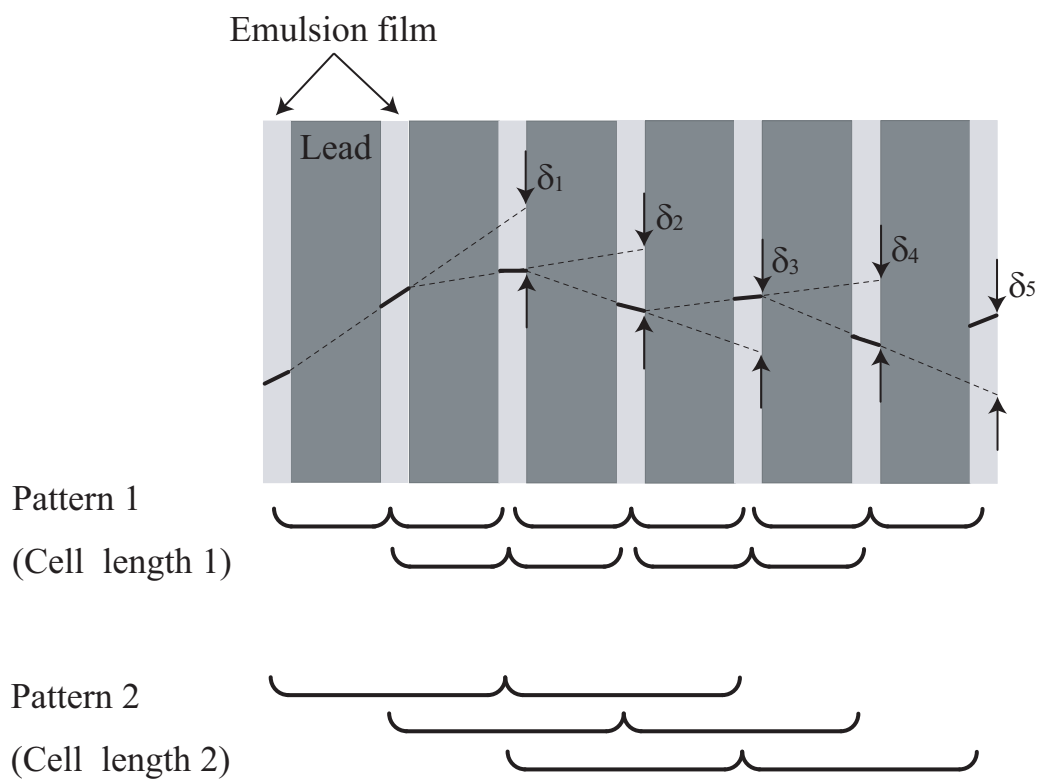 Emulsion film
Lead
δ1
δ2
δ3
δ4
δ5
Pattern 1
(Cell length 1)
Pattern 2
(Cell length 2)